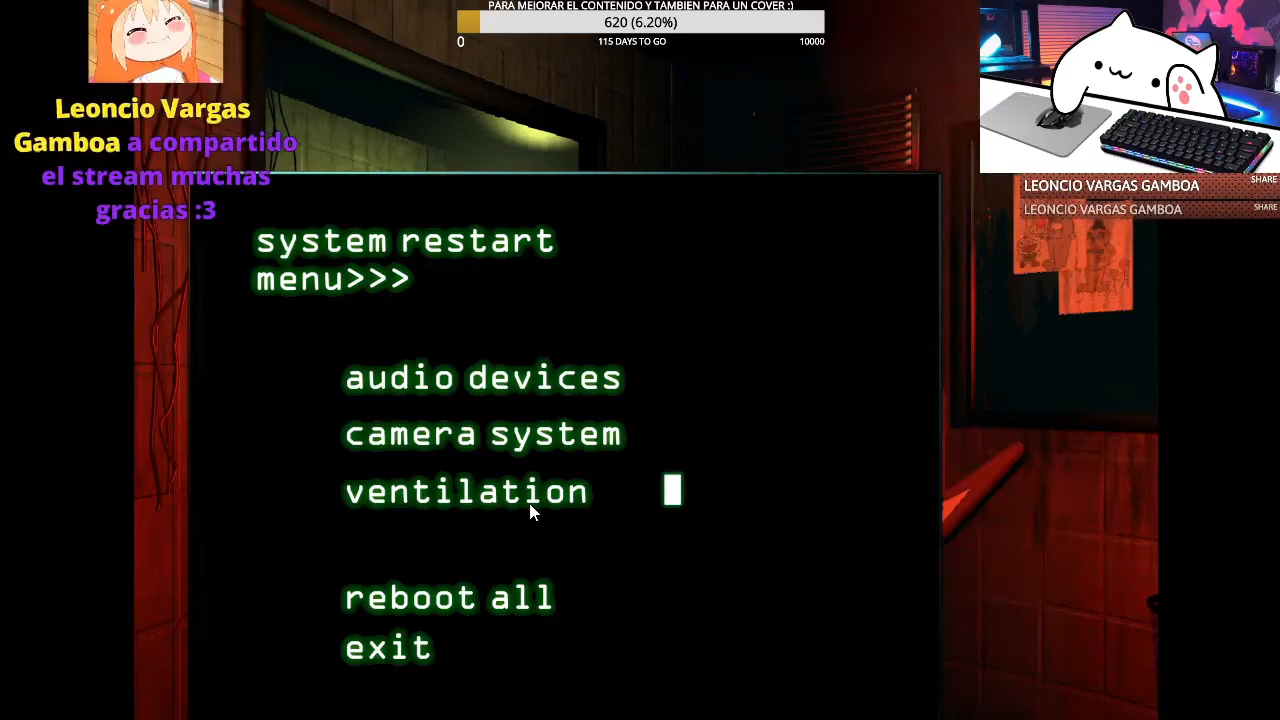 PARA MEJORAR EL CONTENIDO Y TAMBIEN PARA UN COVER :)
620 (6.20%)
0
115 DAYS TO GO
10000
Leoncio Vargas
Gamboa a compartido
el stream muchas
gracias :3
LEONCIO VARGAS GAMBOA
SHARE
LEONCIO VARGAS GAMBOA
SHARE
system restart
menu>>>
audio devices
camera system
ventilation
reboot all
exit